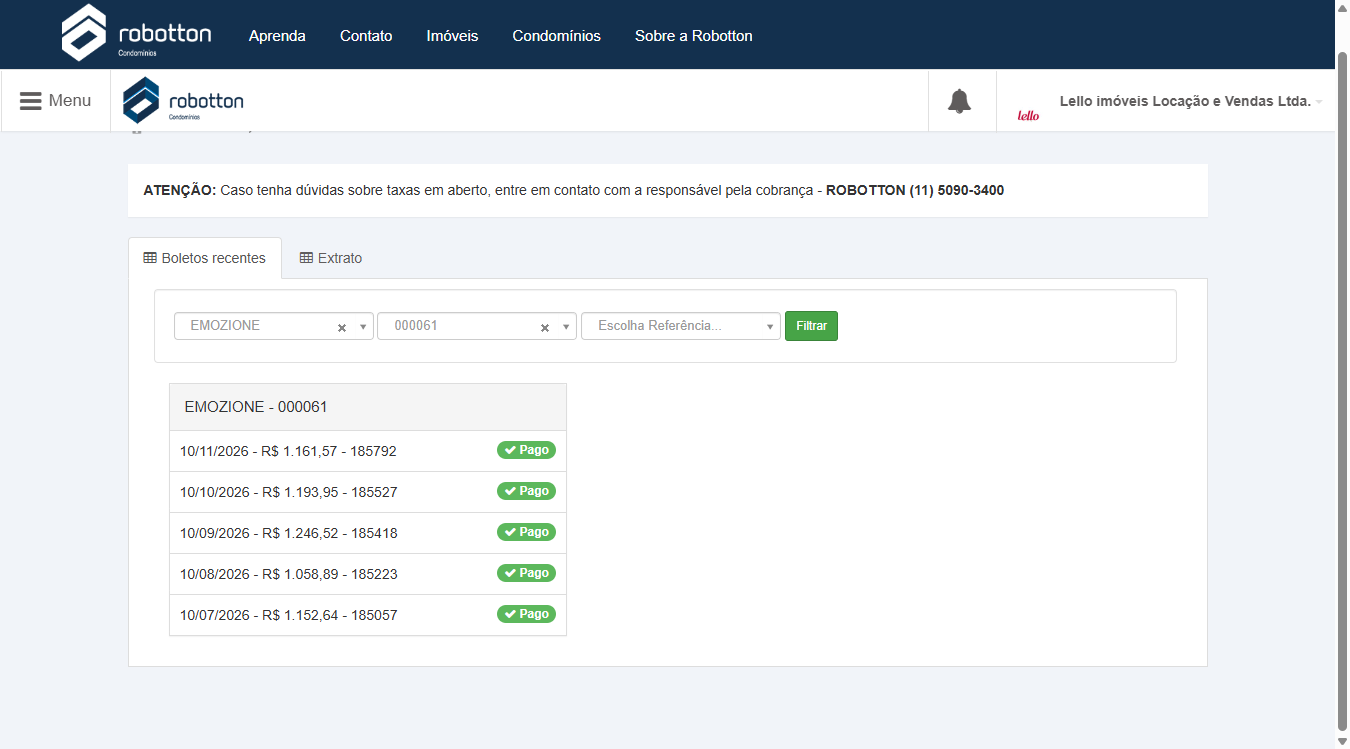 robotton
Condomínios
Aprenda
Contato
Imóveis
Condomínios
Sobre a Robotton
Menu
robotton
Condomínios
lello
Lello imóveis Locação e Vendas Ltda.
ATENÇÃO: Caso tenha dúvidas sobre taxas em aberto, entre em contato com a responsável pela cobrança - ROBOTTON (11) 5090-3400
Boletos recentes
Extrato
EMOZIONE
000061
Escolha Referência...
Filtrar
EMOZIONE - 000061
10/11/2026 - R$ 1.161,57 - 185792 Pago
10/10/2026 - R$ 1.193,95 - 185527 Pago
10/09/2026 - R$ 1.246,52 - 185418 Pago
10/08/2026 - R$ 1.058,89 - 185223 Pago
10/07/2026 - R$ 1.152,64 - 185057 Pago